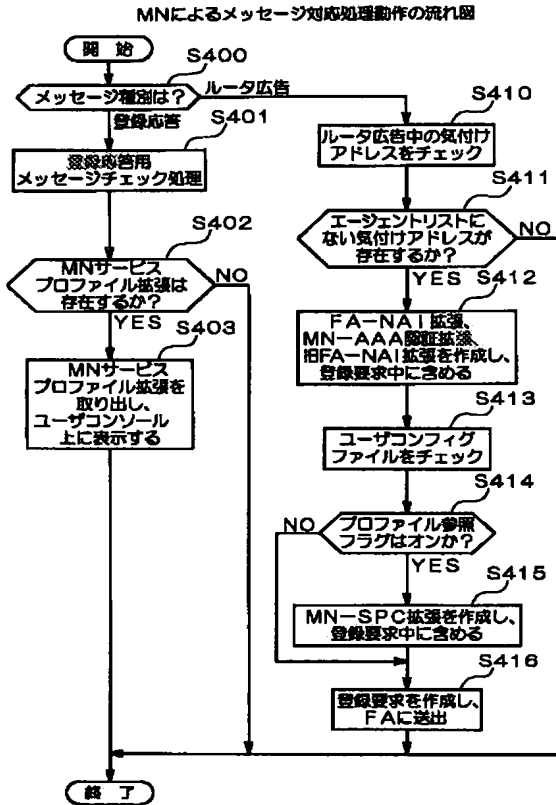 MNによるメッセージ対応処理動作の流れ図
開始
S400
メッセージ種別は？
ルータ広告
登録応答
S401
登録応答用
メッセージチェック処理
S402
MNサービス
プロファイル拡張は
存在するか？
NO
YES
S403
MNサービス
プロファイル拡張を
取り出し、
ユーザコンソール
上に表示する
S410
ルータ広告中の気付け
アドレスをチェック
S411
エージェントリストに
ない気付けアドレスが
存在するか？
NO
YES
S412
FA-NAI拡張、
MN-AAA認証拡張、
旧FA-NAI拡張を作成し、
登録要求中に含める
S413
ユーザコンフィグ
ファイルをチェック
S414
NO
プロファイル参照
フラグはオンか？
YES
S415
MN-SPC拡張を作成し、
登録要求中に含める
S416
登録要求を作成し、
FAに送出
終了